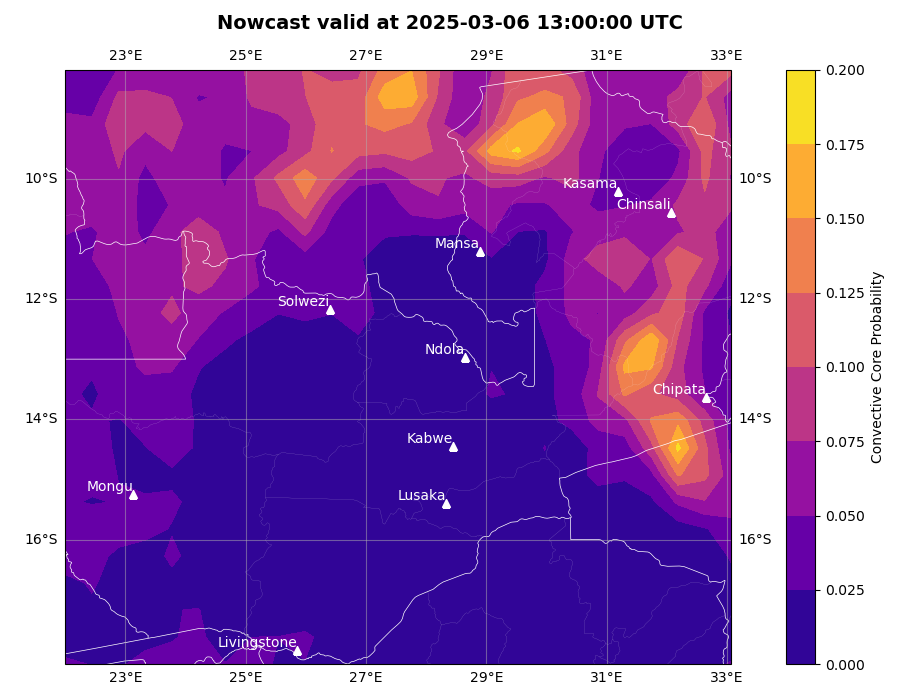 Nowcast valid at 2025-03-06 13:00:00 UTC
23°E 25°E 27°E 29°E 31°E 33°E
0.200
0.175
10°S Kasama 10°S
Chinsali
0.150
Mansa
0.125
12°S Solwezi 12°S
Ndola
0.100
Chipata
14°S 14°S
Kabwe
0.075
Mongu
Lusaka
0.050
16°S 16°S
0.025
Livingstone
0.000
23°E 25°E 27°E 29°E 31°E 33°E
Convective Core Probability